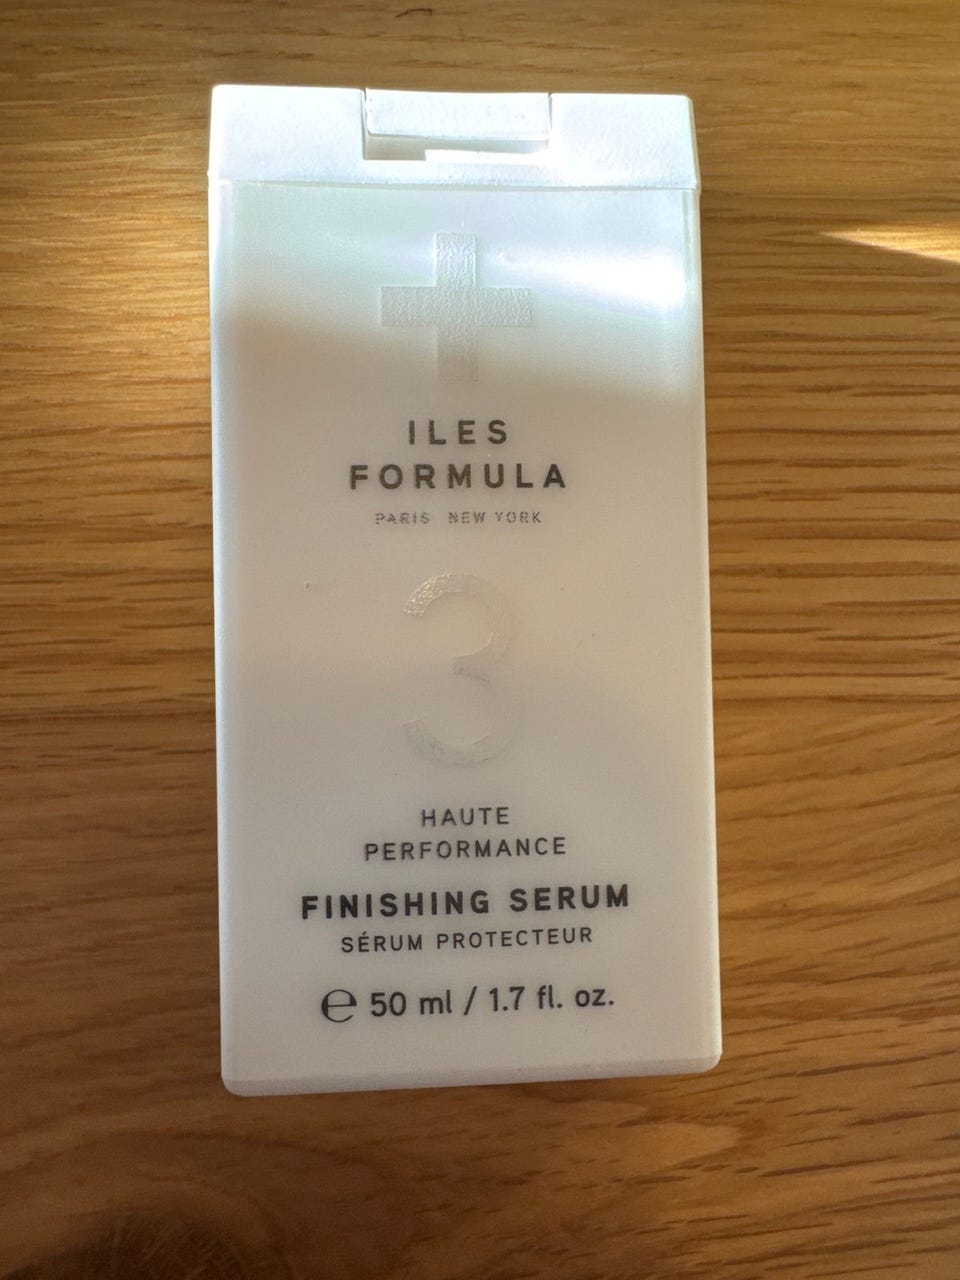 ILES
FORMULA
PARIS NEW YORK
3
HAUTE
PERFORMANCE
FINISHING SERUM
SÉRUM PROTECTEUR
℮ 50 ml / 1.7 fl. oz.